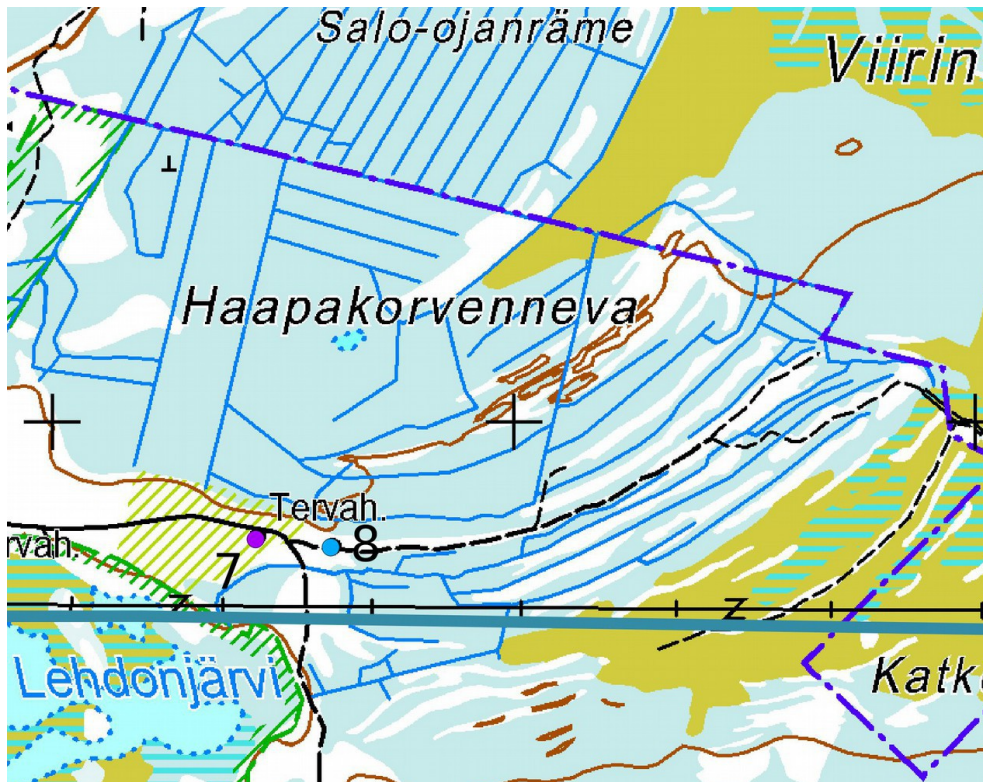 Salo-ojanräme
Viirin
Haapakorvenneva
Tervah.
rvah.
8
7
Lehdonjärvi
Katk